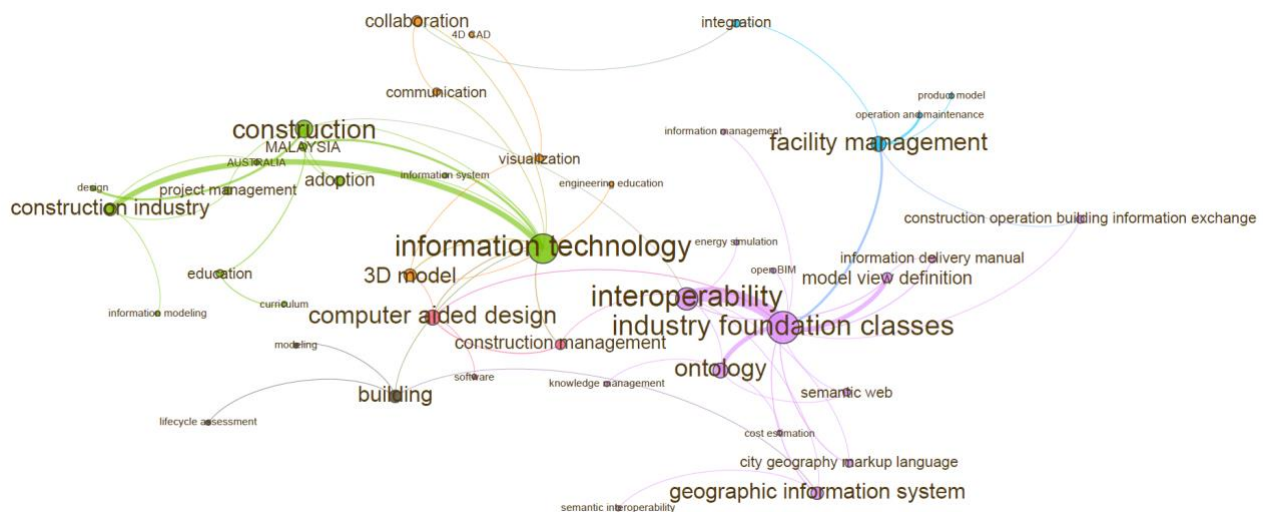 collaboration
4D CAD
integration
communication
product model
operation and maintenance
construction
information management
facility management
MALAYSIA
AUSTRALIA
visualization
information system
adoption
engineering education
design
project management
construction industry
construction operation building information exchange
information technology
energy simulation
information delivery manual
education
3D model
open BIM
model view definition
interoperability
curriculum
information modeling
computer aided design
industry foundation classes
modeling
construction management
ontology
software
knowledge management
building
semantic web
lifecycle assessment
cost estimation
city geography markup language
geographic information system
semantic interoperability